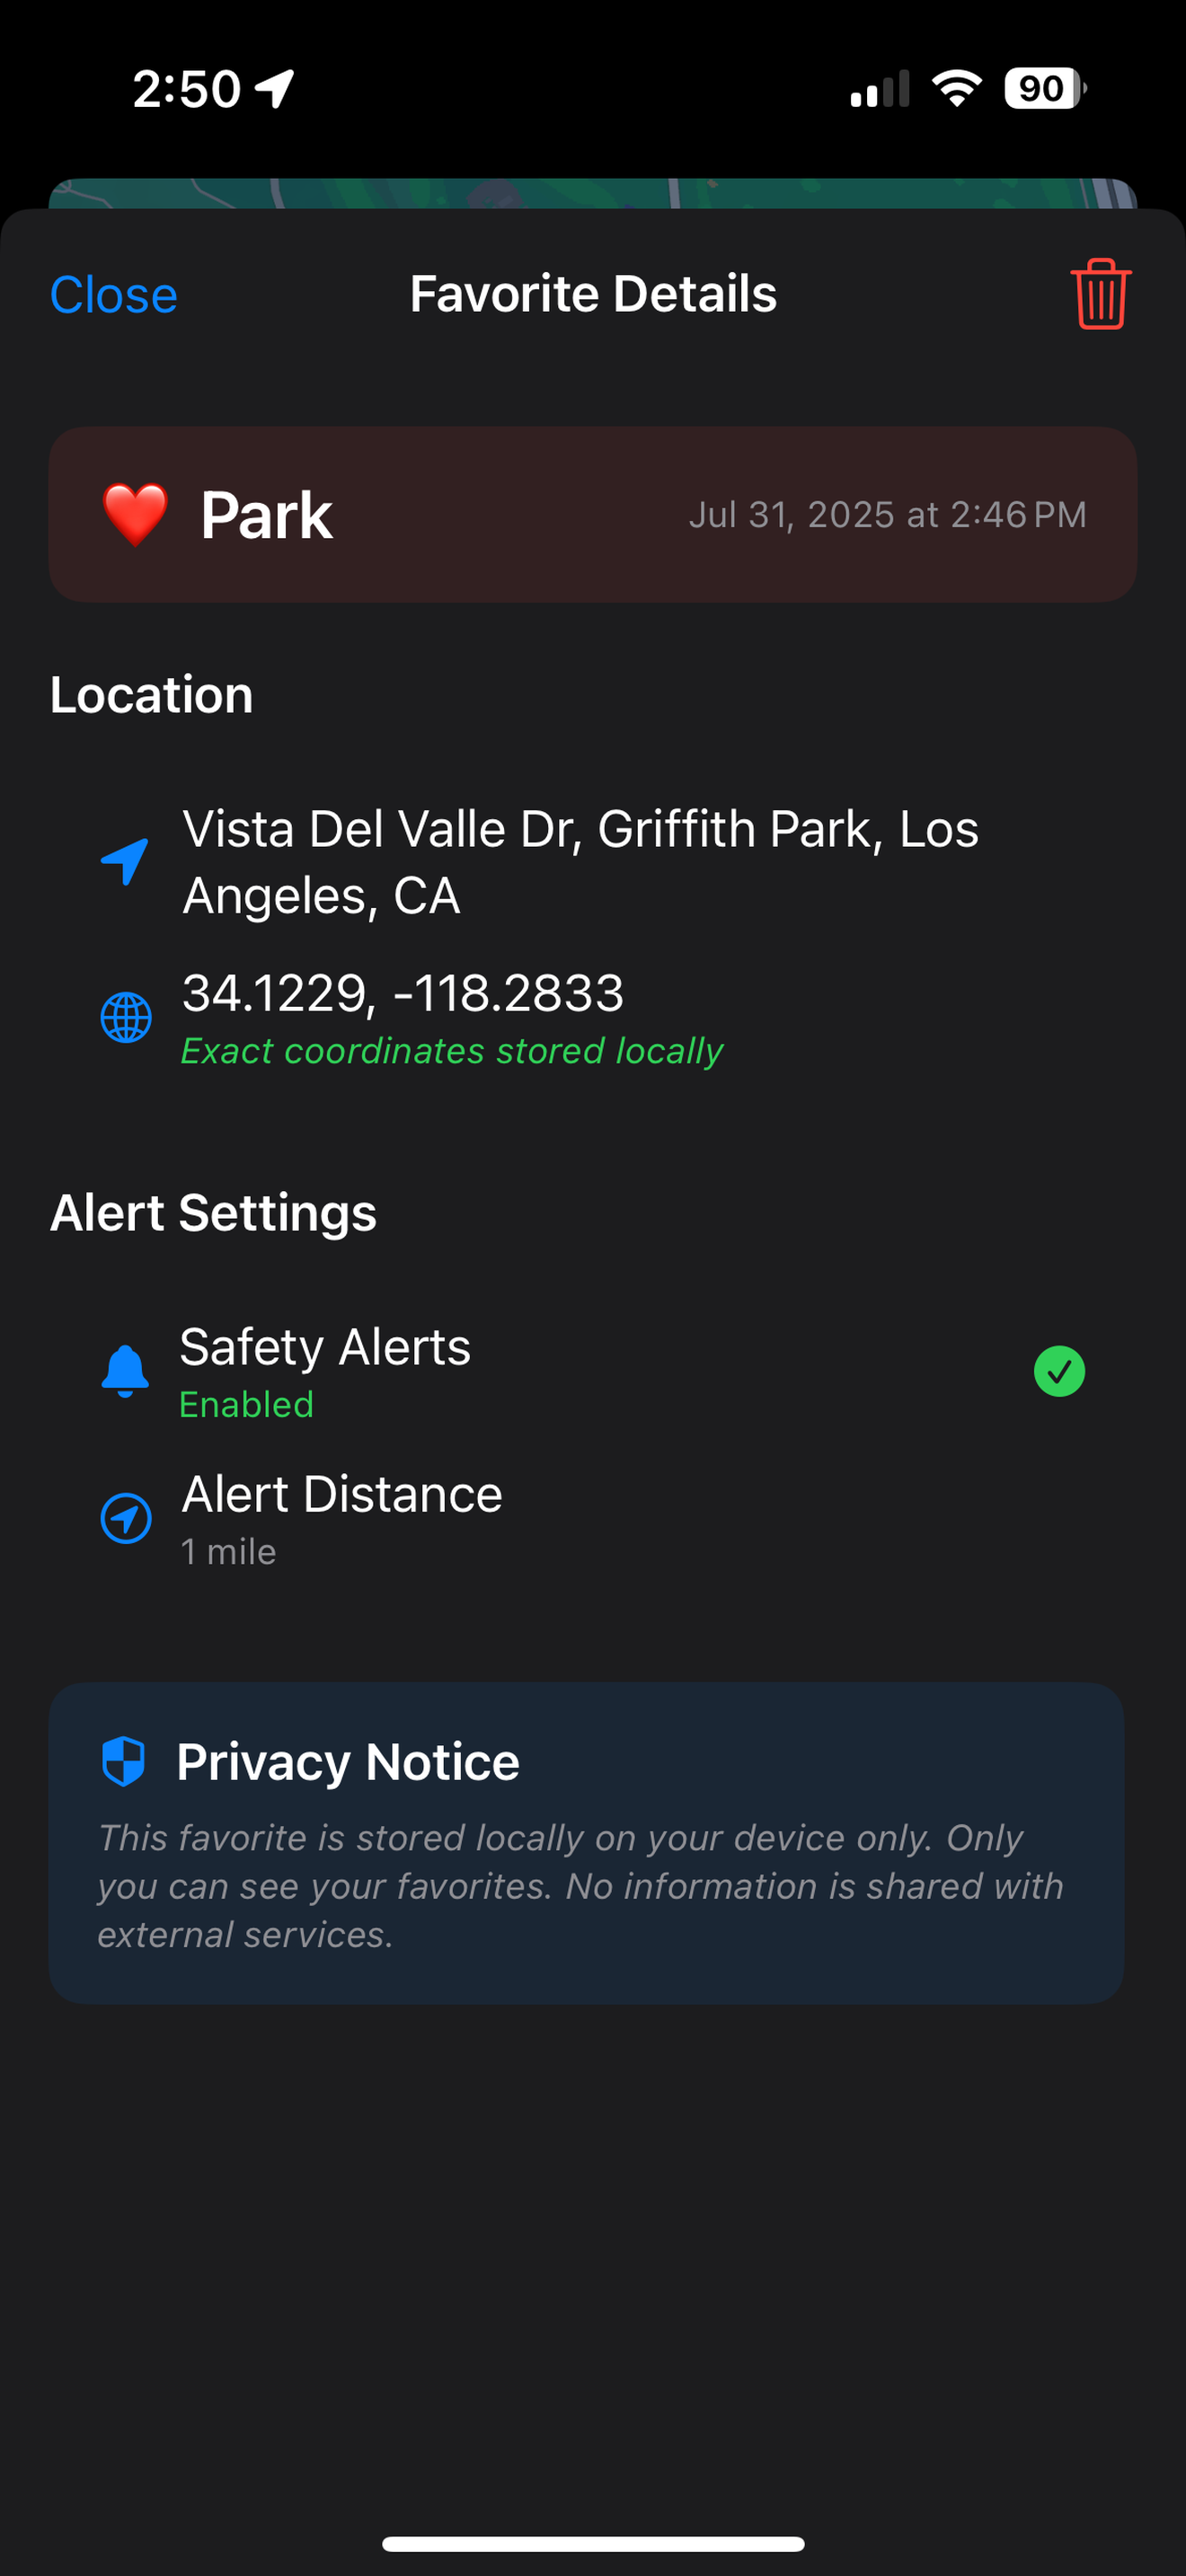 2:50
90
Close
Favorite Details
Park
Jul 31, 2025 at 2:46 PM
Location
Vista Del Valle Dr, Griffith Park, Los
Angeles, CA
34.1229, -118.2833
Exact coordinates stored locally
Alert Settings
Safety Alerts
Enabled
Alert Distance
1 mile
Privacy Notice
This favorite is stored locally on your device only. Only
you can see your favorites. No information is shared with
external services.